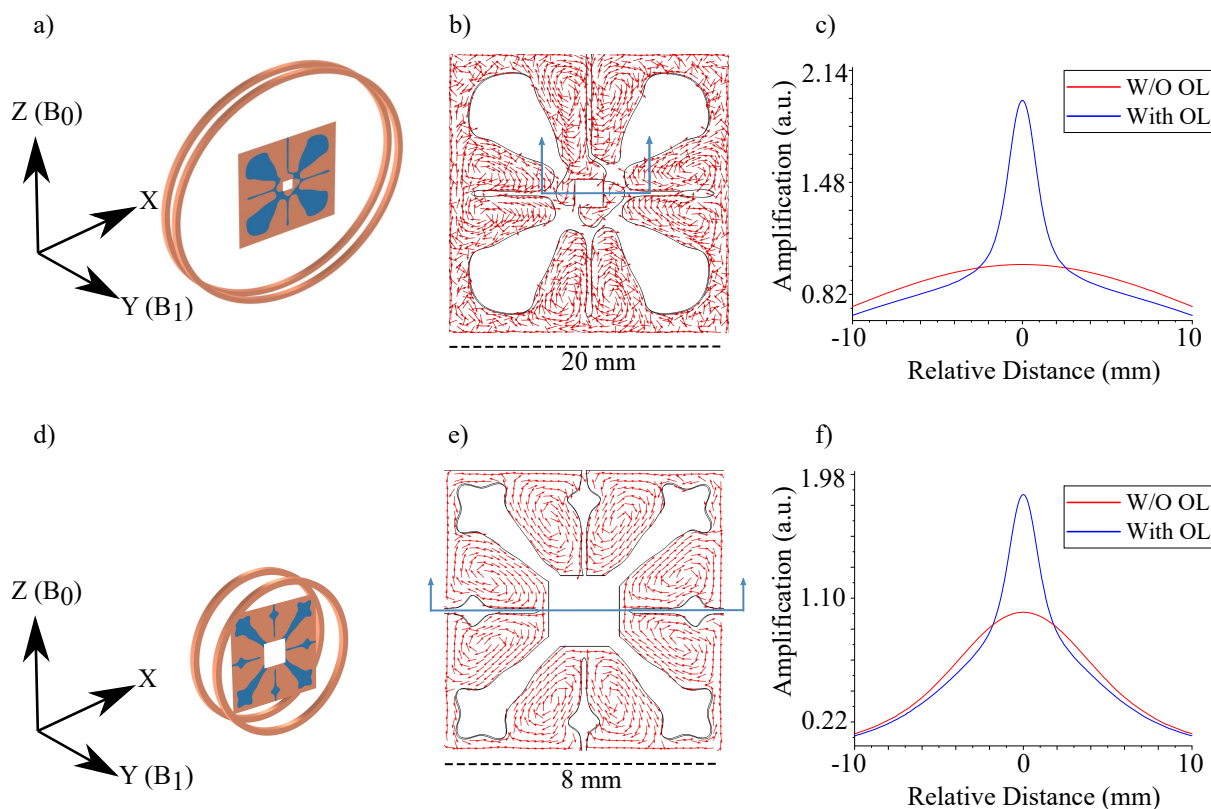 a)
Z (B0)
X
Y (B1)
b)
20 mm
c)
Amplification (a.u.)
2.14
1.48
0.82
-10
0
10
Relative Distance (mm)
W/O OL
With OL
d)
Z (B0)
X
Y (B1)
e)
8 mm
f)
Amplification (a.u.)
1.98
1.10
0.22
-10
0
10
Relative Distance (mm)
W/O OL
With OL